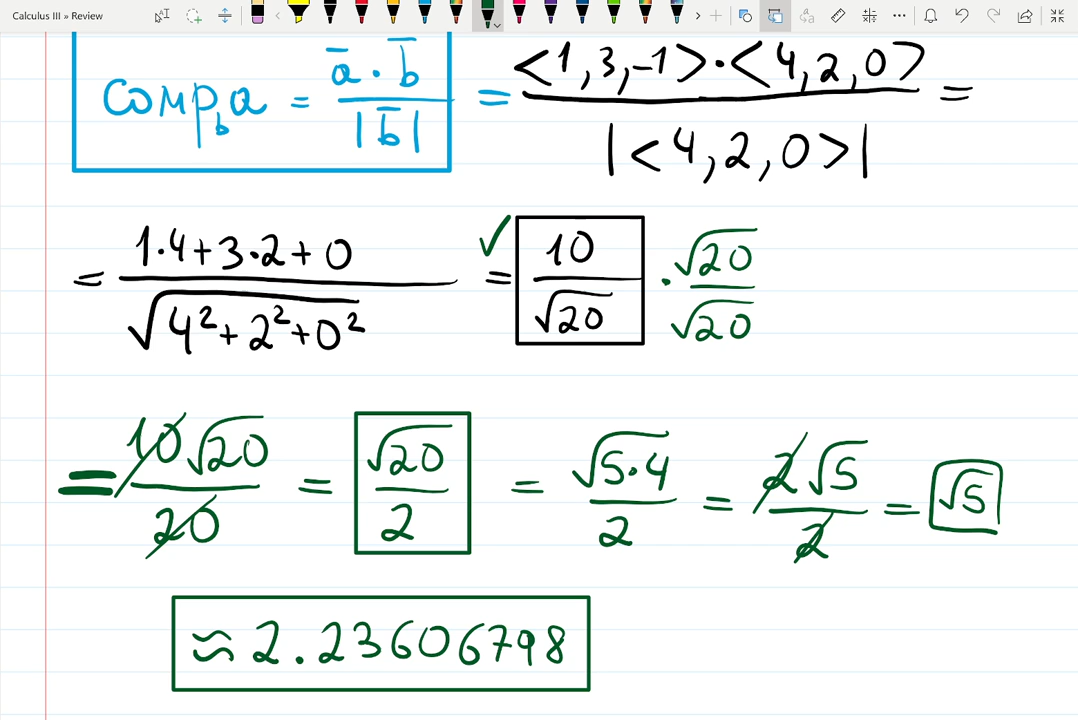 Calculus III » Review
comp_b a = (a̅ · b̅)/|b̅| = (<1,3,-1>·<4,2,0>)/|<4,2,0>| =
= (1·4+3·2+0)/√(4²+2²+0²) ✓= 10/√20 · √20/√20
= 10√20/20 = √20/2 = √(5·4)/2 = 2√5/2 = √5
≈ 2.23606798